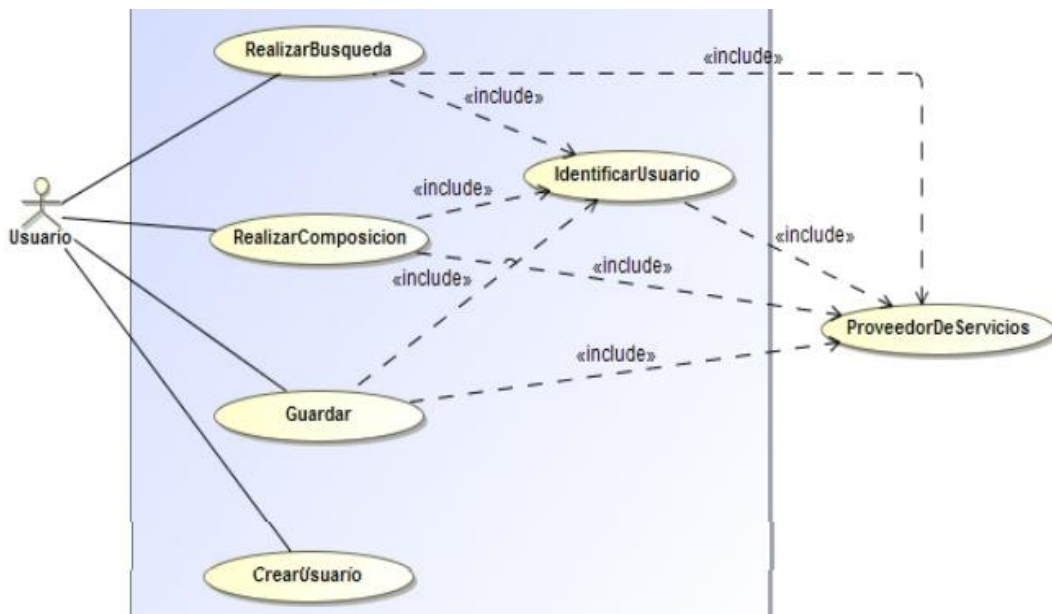 RealizarBusqueda
«include»
«include»
IdentificarUsuario
«include»
Usuario
RealizarComposicion
«include»
«include»
«include»
ProveedorDeServicios
«include»
Guardar
CrearUsuario